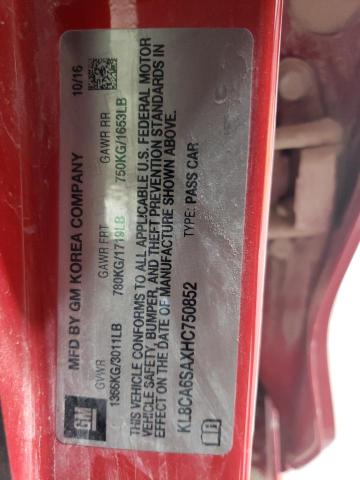 MFD BY GM KOREA COMPANY 10/16
GVWR GAWR FRT GAWR RR
1366KG/3011LB 780KG/1719LB 750KG/1653LB
THIS VEHICLE CONFORMS TO ALL APPLICABLE U.S. FEDERAL MOTOR
VEHICLE SAFETY, BUMPER, AND THEFT PREVENTION STANDARDS IN
EFFECT ON THE DATE OF MANUFACTURE SHOWN ABOVE.
KL8CA6SAXHC750852 TYPE: PASS CAR
GM